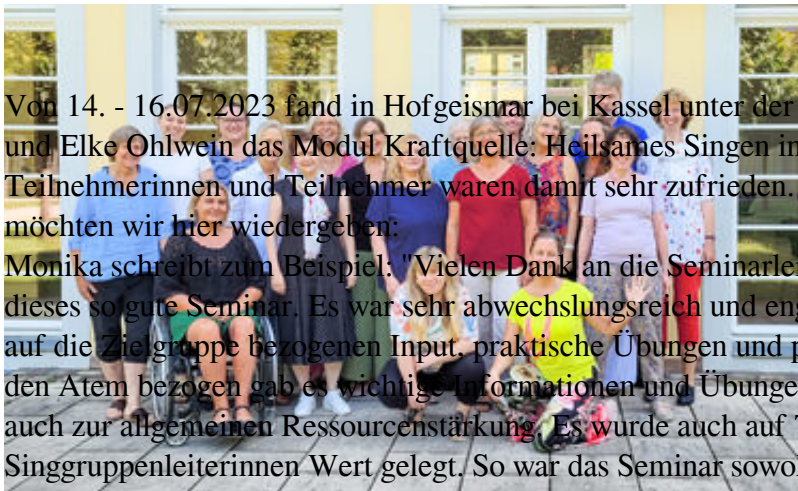 Von 14. - 16.07.2023 fand in Hofgeismar bei Kassel unter der
und Elke Ohlwein das Modul Kraftquelle: Heilsames Singen in
Teilnehmerinnen und Teilnehmer waren damit sehr zufrieden.
möchten wir hier wiedergeben:
Monika schreibt zum Beispiel: "Vielen Dank an die Seminarlei
dieses so gute Seminar. Es war sehr abwechslungsreich und eng
auf die Zielgruppe bezogenen Input, praktische Übungen und p
den Atem bezogen gab es wichtige Informationen und Übunge
auch zur allgemeinen Ressourcenstärkung. Es wurde auch auf
Singgruppenleiterinnen Wert gelegt. So war das Seminar sowo